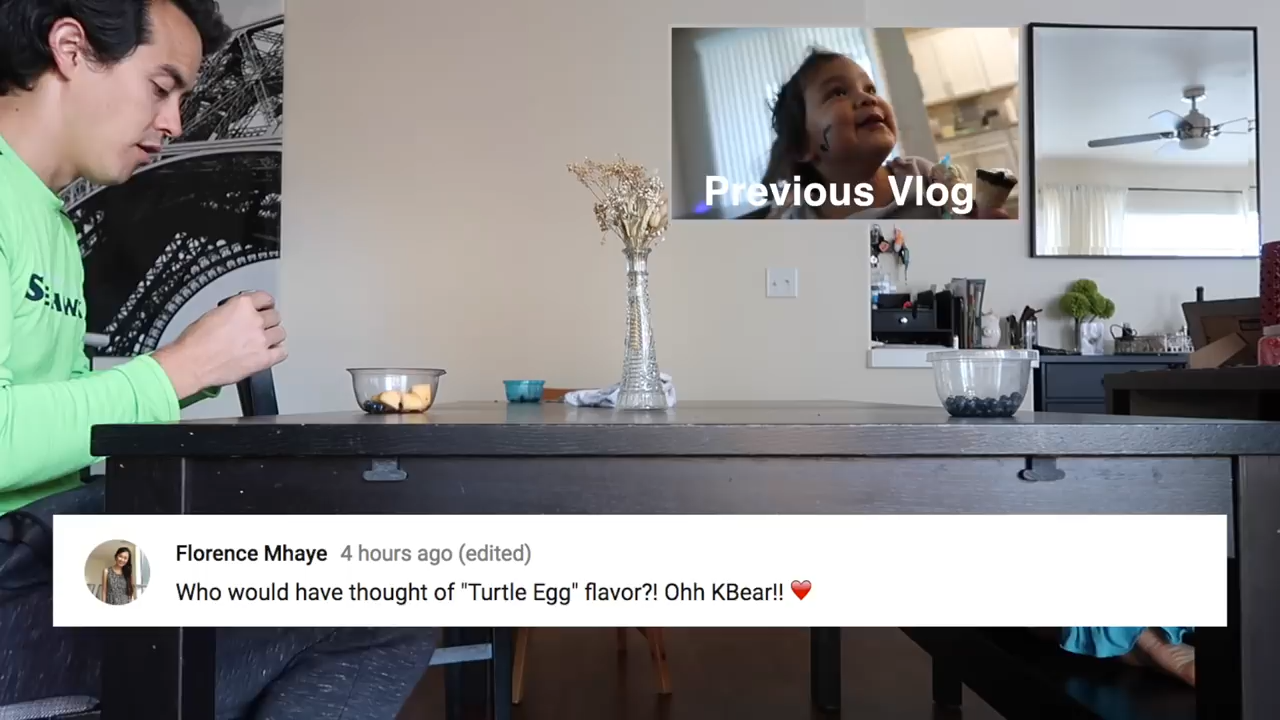 Previous Vlog
Florence Mhaye 4 hours ago (edited)
Who would have thought of "Turtle Egg" flavor?! Ohh KBear!! ❤️